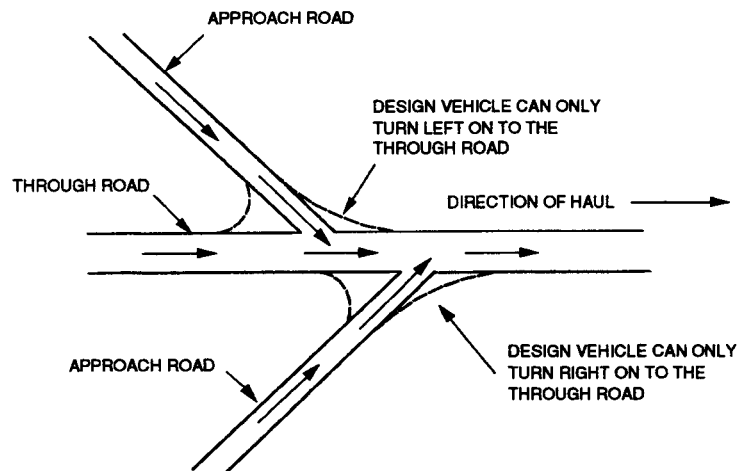 APPROACH ROAD
DESIGN VEHICLE CAN ONLY
TURN LEFT ON TO THE
THROUGH ROAD
THROUGH ROAD
DIRECTION OF HAUL
APPROACH ROAD
DESIGN VEHICLE CAN ONLY
TURN RIGHT ON TO THE
THROUGH ROAD